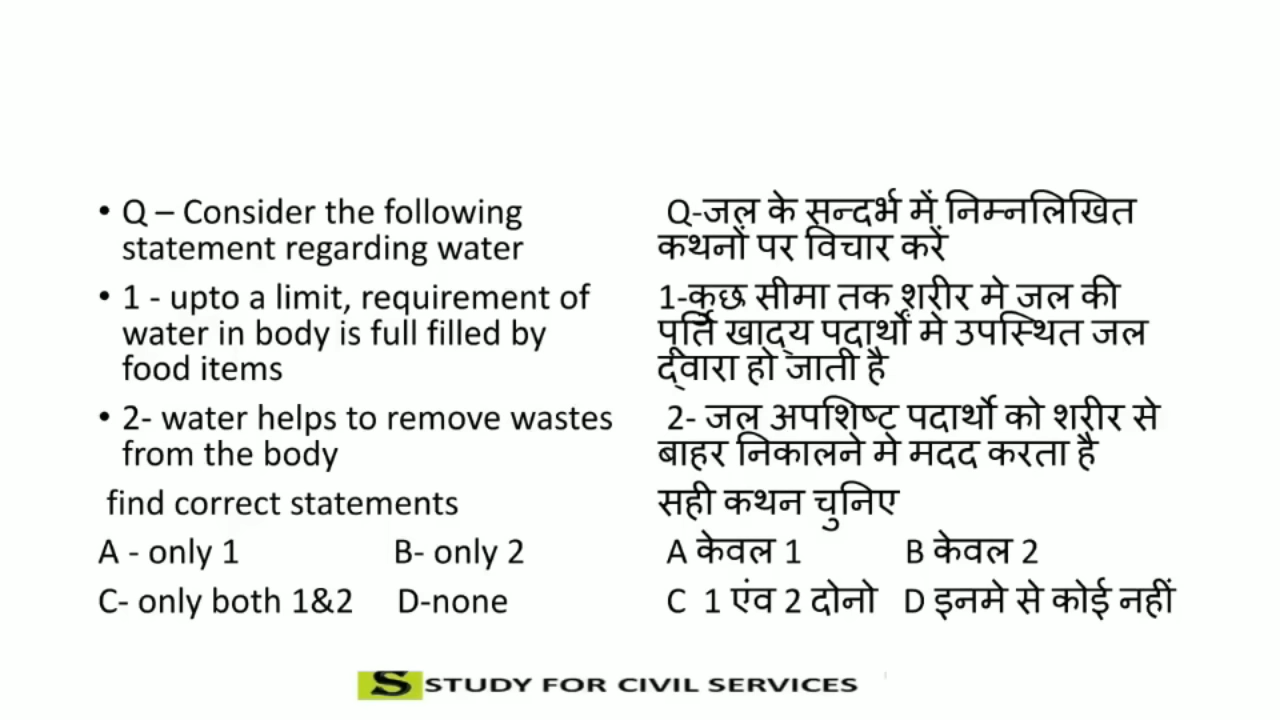 • Q – Consider the following
statement regarding water
• 1 - upto a limit, requirement of
water in body is full filled by
food items
• 2- water helps to remove wastes
from the body
find correct statements
A - only 1 B- only 2
C- only both 1&2 D-none
Q-जल के सन्दर्भ में निम्नलिखित
कथनों पर विचार करें
1-कुछ सीमा तक शरीर मे जल की
पूर्ति खाद्य पदार्थों मे उपस्थित जल
द्वारा हो जाती है
2- जल अपशिष्ट पदार्थो को शरीर से
बाहर निकालने मे मदद करता है
सही कथन चुनिए
A केवल 1 B केवल 2
C 1 एंव 2 दोनो D इनमे से कोई नहीं
S STUDY FOR CIVIL SERVICES